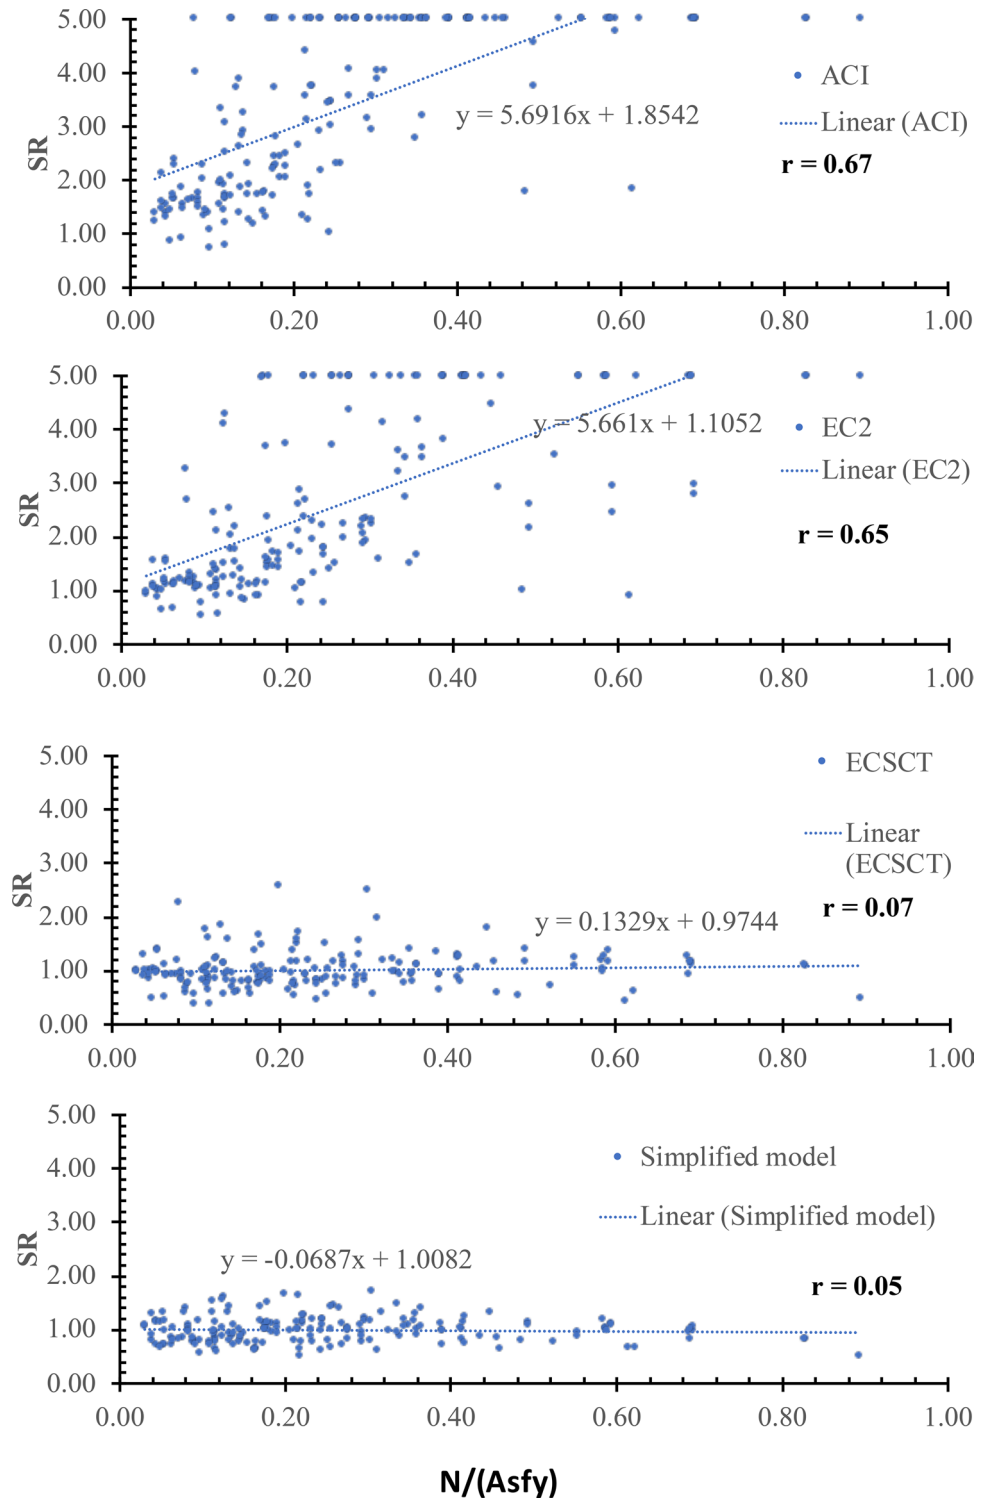 5.00
4.00
3.00
2.00
1.00
0.00
SR
0.00 0.20 0.40 0.60 0.80 1.00
y = 5.6916x + 1.8542
ACI
Linear (ACI)
r = 0.67
5.00
4.00
3.00
2.00
1.00
0.00
SR
0.00 0.20 0.40 0.60 0.80 1.00
y = 5.661x + 1.1052
EC2
Linear (EC2)
r = 0.65
5.00
4.00
3.00
2.00
1.00
0.00
SR
0.00 0.20 0.40 0.60 0.80 1.00
y = 0.1329x + 0.9744
ECSCT
Linear
(ECSCT)
r = 0.07
5.00
4.00
3.00
2.00
1.00
0.00
SR
0.00 0.20 0.40 0.60 0.80 1.00
y = -0.0687x + 1.0082
Simplified model
Linear (Simplified model)
r = 0.05
N/(Asfy)